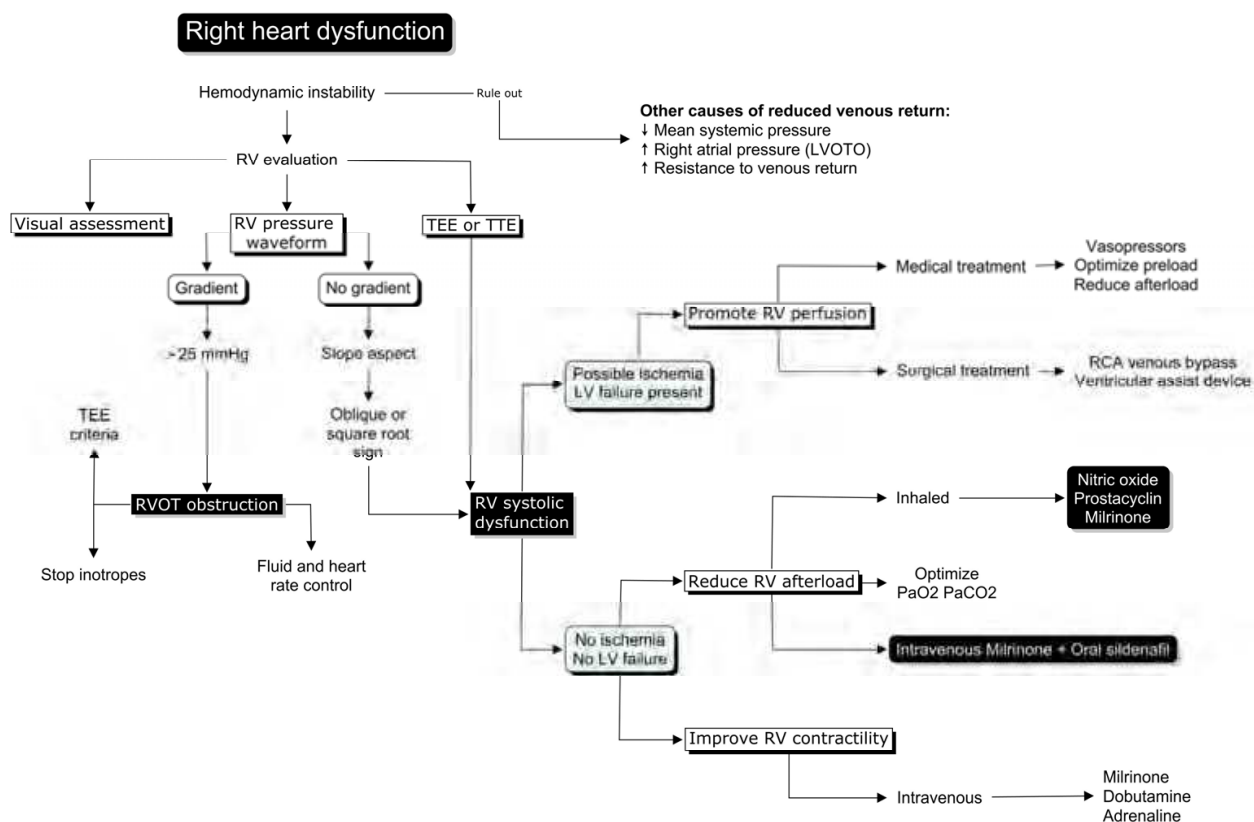 Right heart dysfunction
Hemodynamic instability
Rule out
Other causes of reduced venous return:
↓ Mean systemic pressure
↑ Right atrial pressure (LVOTO)
↑ Resistance to venous return
RV evaluation
Visual assessment
RV pressure
waveform
TEE or TTE
Gradient
No gradient
>25 mmHg
Slope aspect
Oblique or
square root
sign
TEE
criteria
RVOT obstruction
Stop inotropes
Fluid and heart
rate control
RV systolic
dysfunction
Possible ischemia
LV failure present
Promote RV perfusion
Medical treatment
Vasopressors
Optimize preload
Reduce afterload
Surgical treatment
RCA venous bypass
Ventricular assist device
No ischemia
No LV failure
Reduce RV afterload
Inhaled
Nitric oxide
Prostacyclin
Milrinone
Optimize
PaO2 PaCO2
Intravenous Milrinone + Oral sildenafil
Improve RV contractility
Intravenous
Milrinone
Dobutamine
Adrenaline